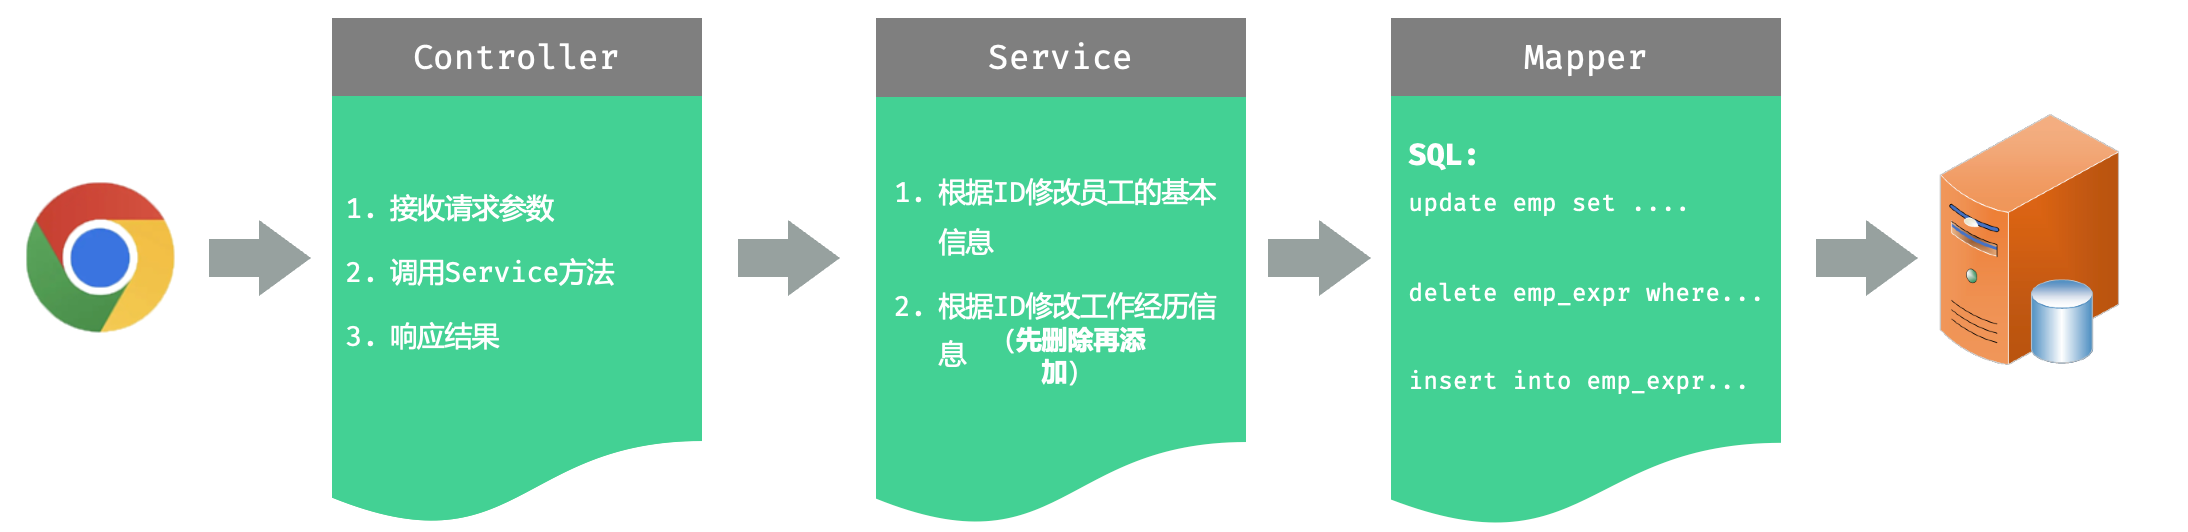 Controller
1. 接收请求参数
2. 调用Service方法
3. 响应结果
Service
1. 根据ID修改员工的基本
信息
2. 根据ID修改工作经历信
息 (先删除再添
加)
Mapper
SQL:
update emp set ....
delete emp_expr where...
insert into emp_expr...